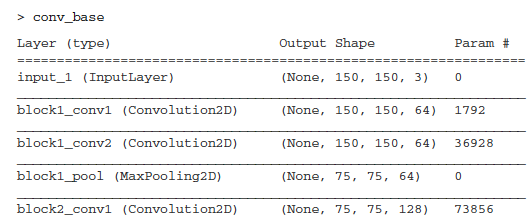 > conv_base
Layer (type) Output Shape Param #
================================================================
input_1 (InputLayer) (None, 150, 150, 3) 0
________________________________________________________________
block1_conv1 (Convolution2D) (None, 150, 150, 64) 1792
________________________________________________________________
block1_conv2 (Convolution2D) (None, 150, 150, 64) 36928
________________________________________________________________
block1_pool (MaxPooling2D) (None, 75, 75, 64) 0
________________________________________________________________
block2_conv1 (Convolution2D) (None, 75, 75, 128) 73856